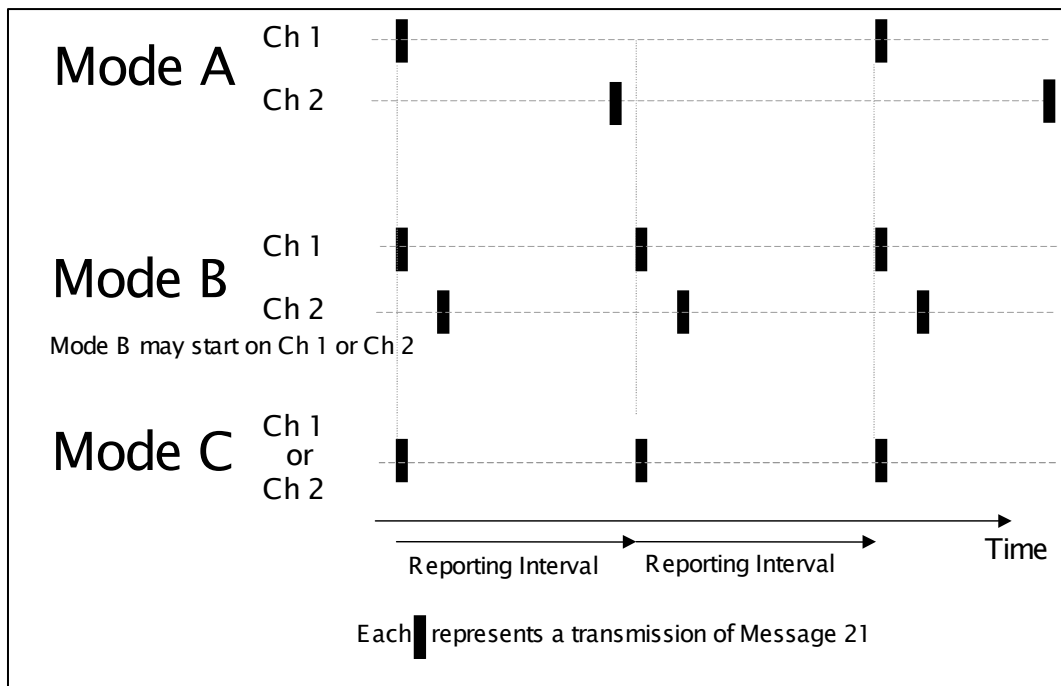 Mode A
Ch 1
Ch 2
Mode B
Ch 1
Ch 2
Mode B may start on Ch 1 or Ch 2
Mode C
Ch 1
or
Ch 2
Time
Reporting Interval
Reporting Interval
Each represents a transmission of Message 21